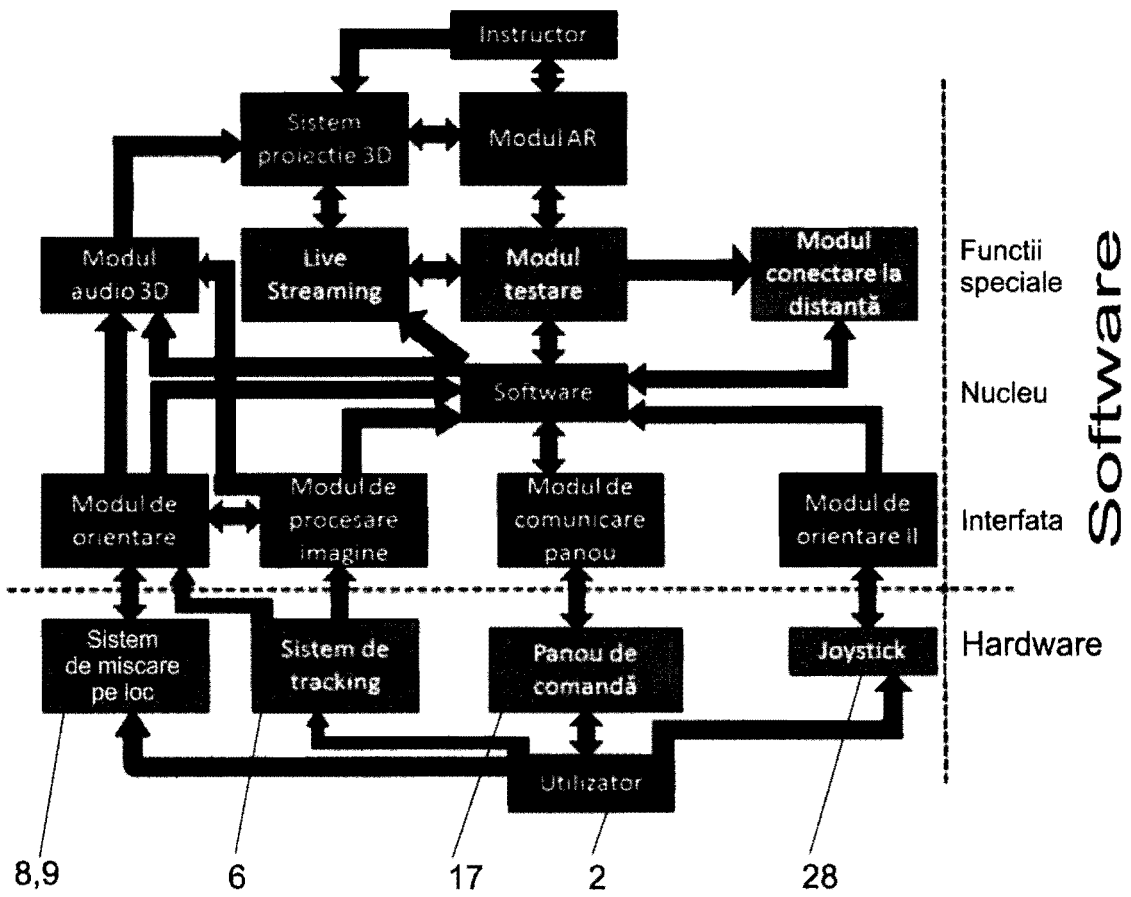 Instructor
Sistem
proiectie 3D
Modul AR
Modul
audio 3D
Live
Streaming
Modul
testare
Modul
conectare la
distanță
Functii
speciale
Software
Nucleu
Software
Modul de
orientare
Modul de
procesare
imagine
Modul de
comunicare
panou
Modul de
orientare II
Interfata
Sistem
de miscare
pe loc
Sistem de
tracking
Panou de
comandă
Joystick
Hardware
Utilizator
8,9
6
17
2
28